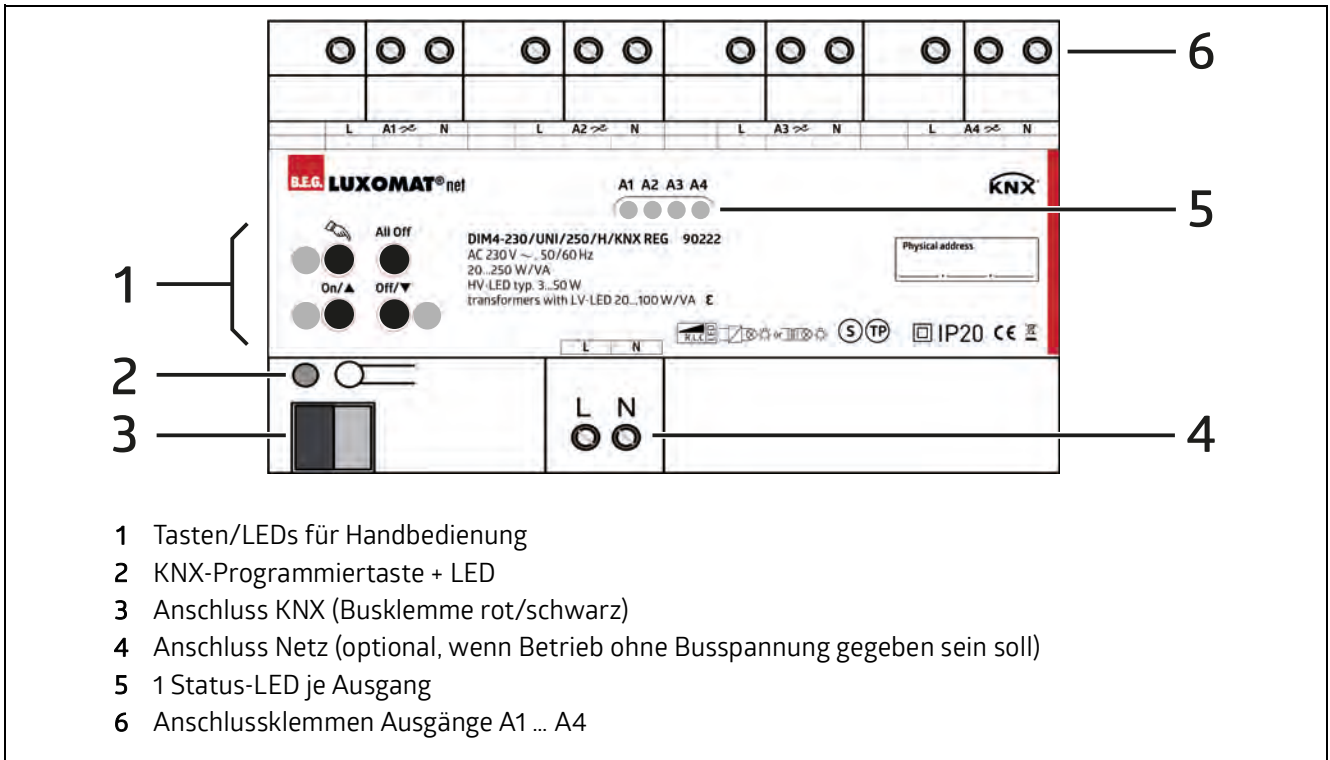 6
L A1 N L A2 N L A3 N L A4 N
B.E.G. LUXOMAT® net
A1 A2 A3 A4
KNX
5
All Off
DIM4-230/UNI/250/H/KNX REG 90222
AC 230 V ~, 50/60 Hz
20...250 W/VA
HV-LED typ. 3...50 W
transformers with LV-LED 20...100 W/VA
Physical address
1
On/▲ Off/▼
R,L,C
S TP IP20 CE
L N
2
3
L N
4
1 Tasten/LEDs für Handbedienung
2 KNX-Programmiertaste + LED
3 Anschluss KNX (Busklemme rot/schwarz)
4 Anschluss Netz (optional, wenn Betrieb ohne Busspannung gegeben sein soll)
5 1 Status-LED je Ausgang
6 Anschlussklemmen Ausgänge A1 ... A4